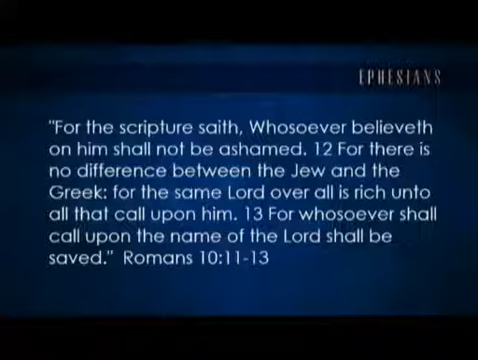 EPHESIANS
"For the scripture saith, Whosoever believeth
on him shall not be ashamed. 12 For there is
no difference between the Jew and the
Greek: for the same Lord over all is rich unto
all that call upon him. 13 For whosoever shall
call upon the name of the Lord shall be
saved." Romans 10:11-13